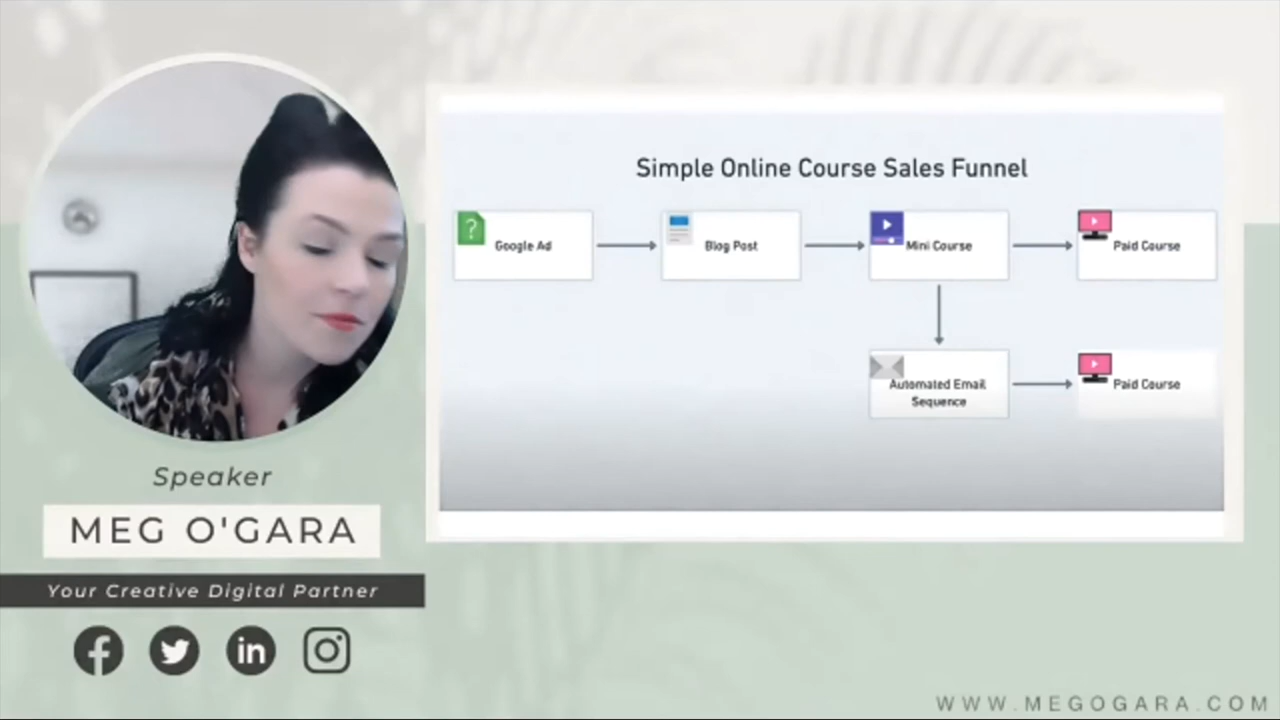 Simple Online Course Sales Funnel
Google Ad
Blog Post
Mini Course
Paid Course
Automated Email
Sequence
Paid Course
Speaker
MEG O'GARA
Your Creative Digital Partner
WWW.MEGOGARA.COM